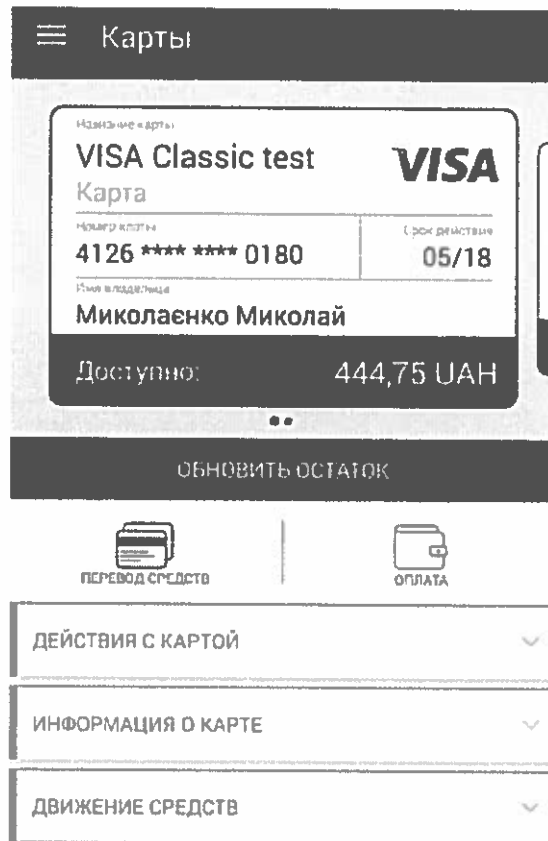 Карты
Название карты
VISA Classic test
VISA
Карта
Номер карты
Срок действия
4126 **** **** 0180
05/18
Имя владельца
Миколаєнко Миколай
Доступно:
444,75 UAH
ОБНОВИТЬ ОСТАТОК
ПЕРЕВОД СРЕДСТВ
ОПЛАТА
ДЕЙСТВИЯ С КАРТОЙ
ИНФОРМАЦИЯ О КАРТЕ
ДВИЖЕНИЕ СРЕДСТВ